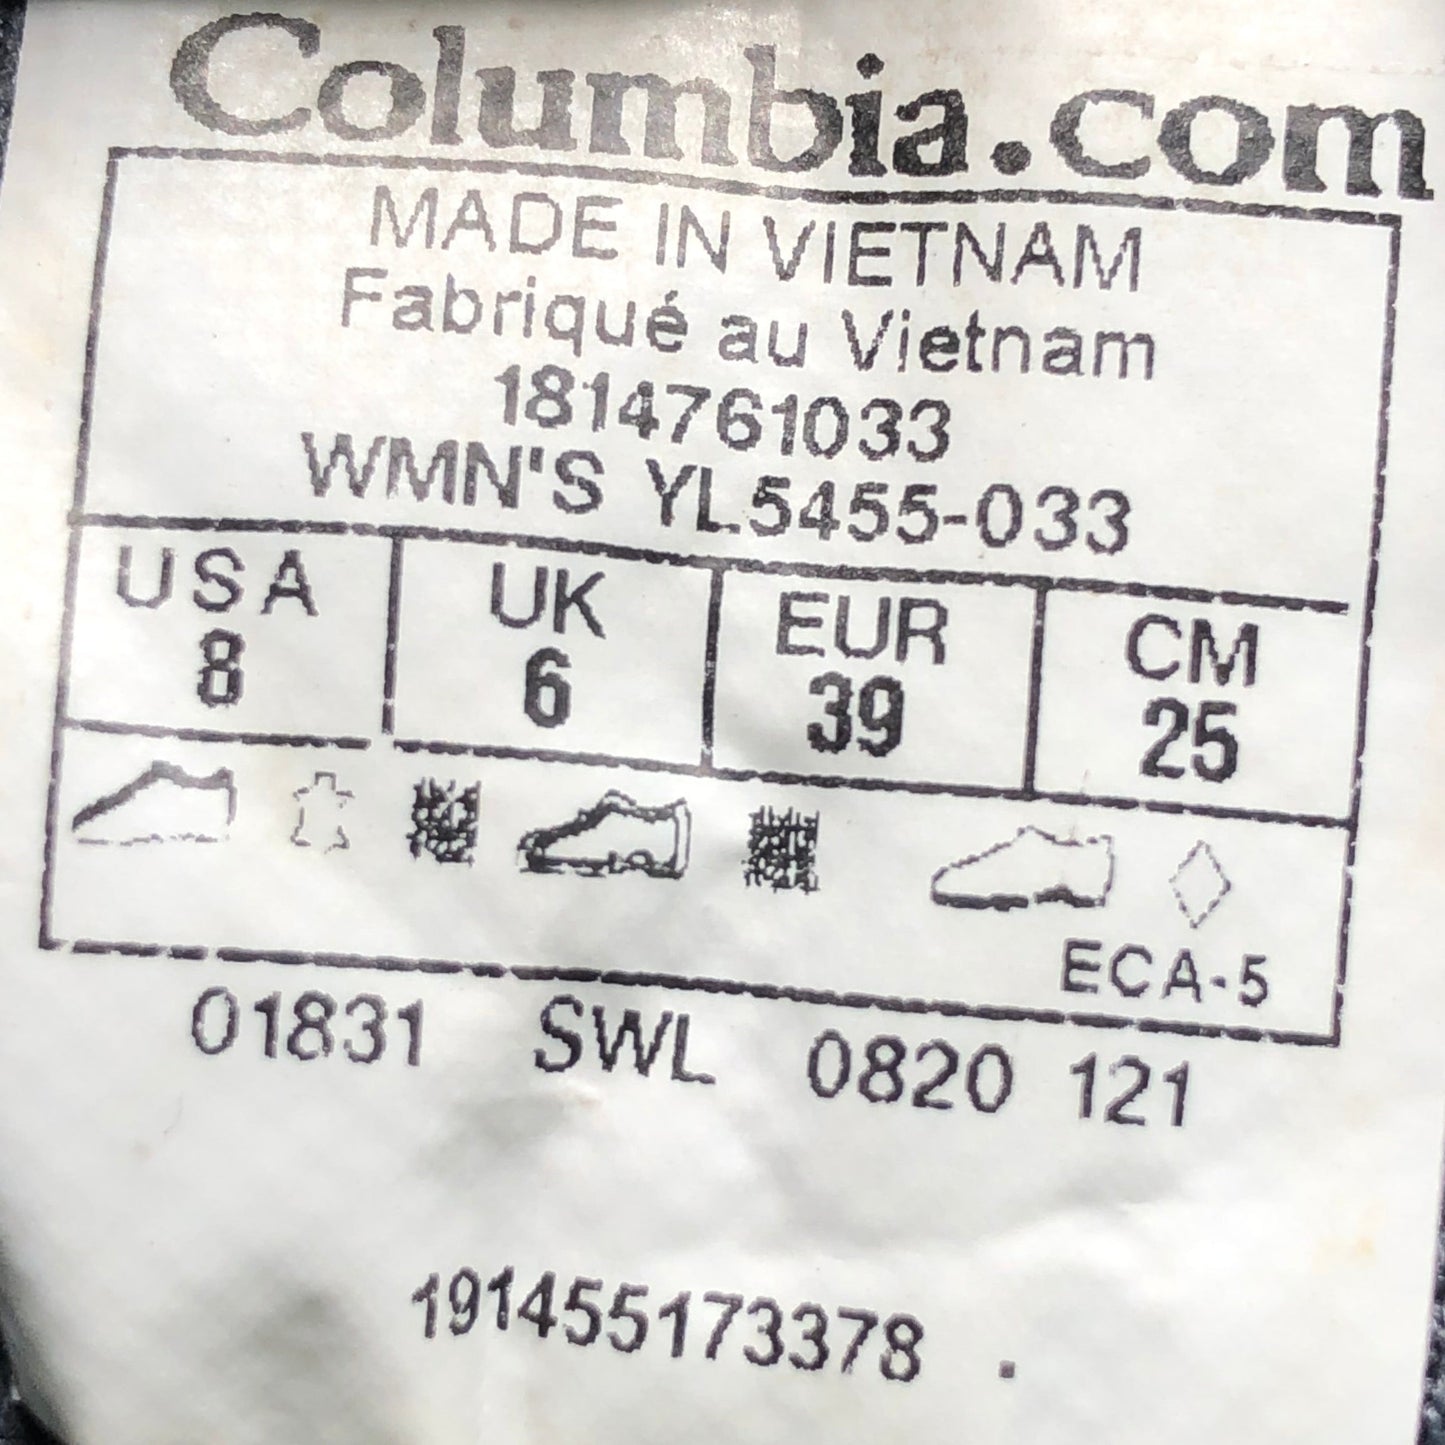 Columbia.com
MADE IN VIETNAM
Fabriqué au Vietnam
1814761033
WMN'S YL5455-033
USA UK EUR CM
8 6 39 25
ECA-5
01831 SWL 0820 121
191455173378 .